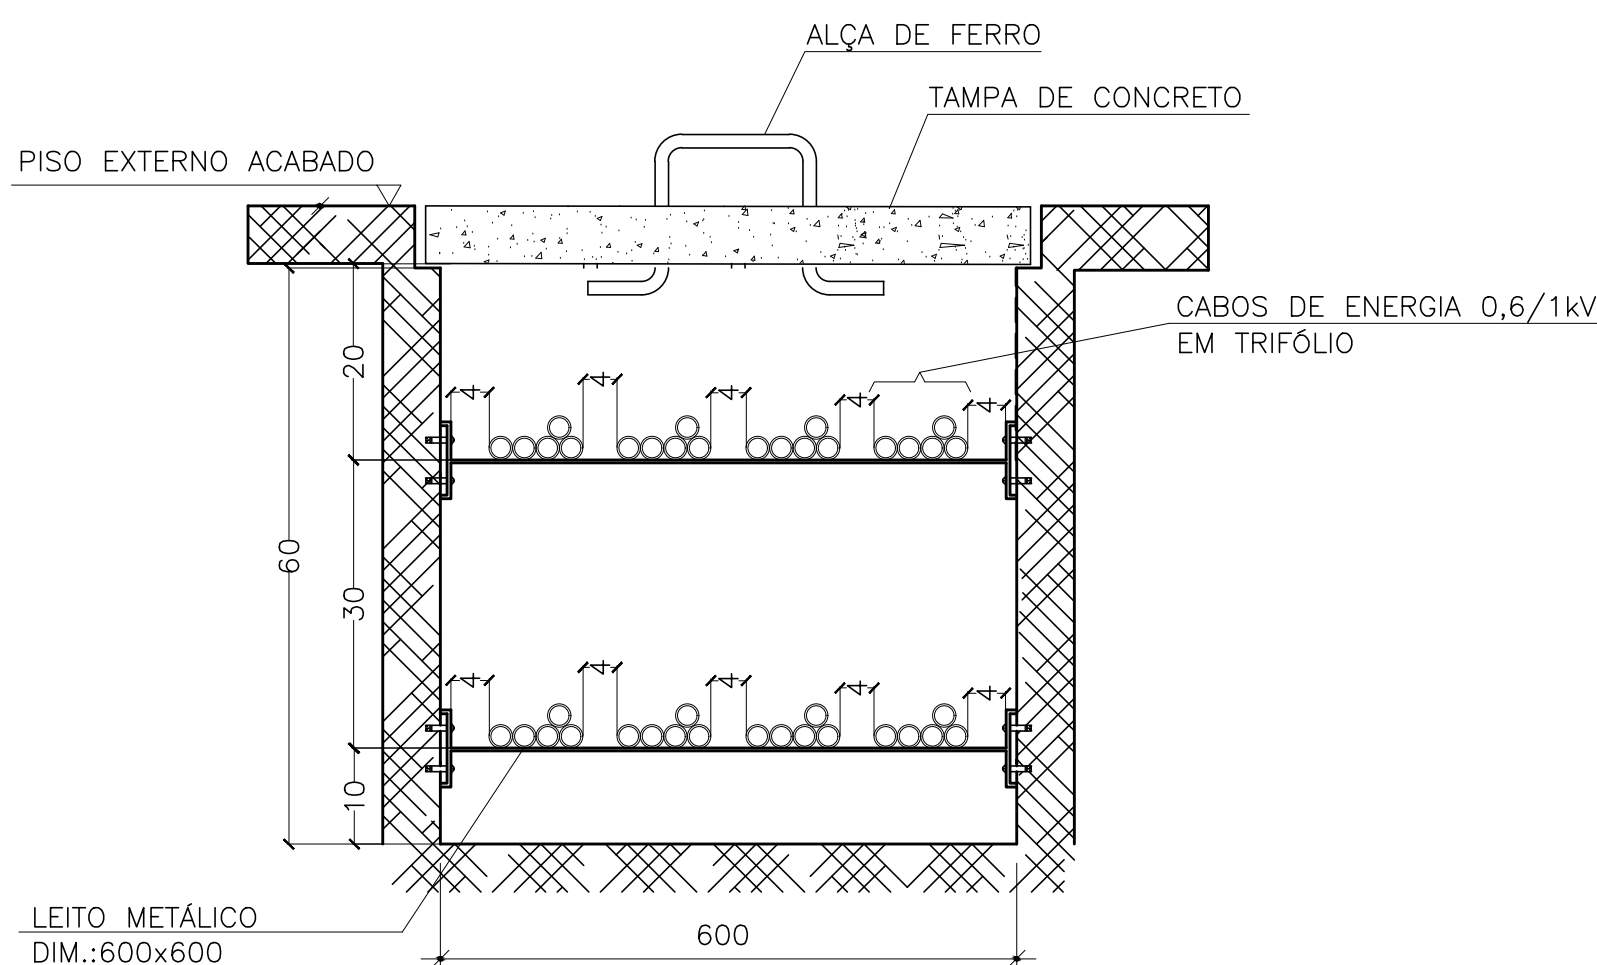 ALÇA DE FERRO
TAMPA DE CONCRETO
PISO EXTERNO ACABADO
CABOS DE ENERGIA 0,6/1kV
EM TRIFÓLIO
20
4 4 4 4 4
60
30
4 4 4 4 4
10
LEITO METÁLICO
DIM.:600x600
600